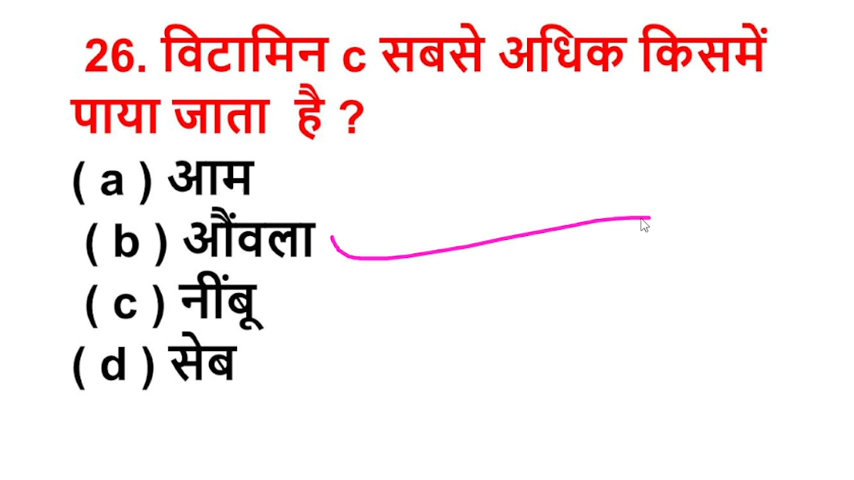 26. विटामिन c सबसे अधिक किसमें
पाया जाता है ?
( a ) आम
( b ) औंवला
( c ) नींबू
( d ) सेब